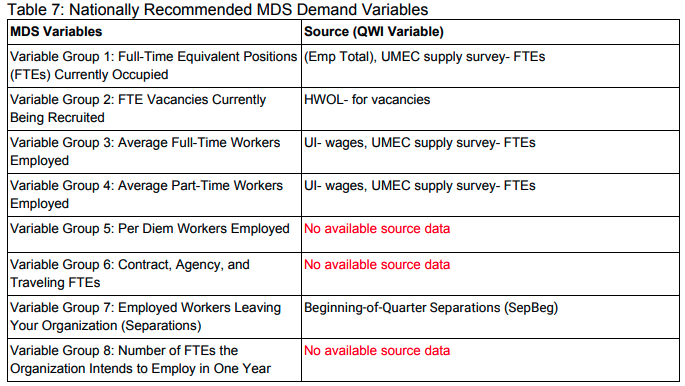 Table 7: Nationally Recommended MDS Demand Variables
MDS Variables Source (QWI Variable)
Variable Group 1: Full-Time Equivalent Positions (FTEs) Currently Occupied
(Emp Total), UMEC supply survey- FTEs
Variable Group 2: FTE Vacancies Currently
Being Recruited
HWOL- for vacancies
Variable Group 3: Average Full-Time Workers
Employed
UI- wages, UMEC supply survey- FTEs
Variable Group 4: Average Part-Time Workers
Employed
UI- wages, UMEC supply survey- FTEs
Variable Group 5: Per Diem Workers Employed
No available source data
Variable Group 6: Contract, Agency, and
Traveling FTEs
No available source data
Variable Group 7: Employed Workers Leaving
Your Organization (Separations)
Beginning-of-Quarter Separations (SepBeg)
Variable Group 8: Number of FTEs the
Organization Intends to Employ in One Year
No available source data